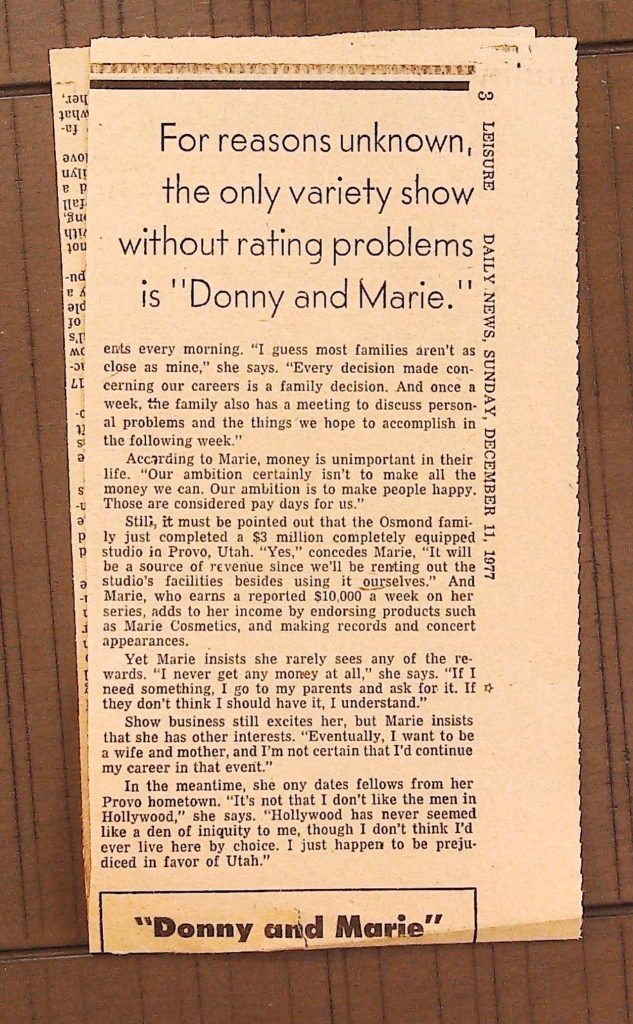 For reasons unknown,
the only variety show
without rating problems
is "Donny and Marie."
ents every morning. "I guess most families aren't as
close as mine," she says. "Every decision made con-
cerning our careers is a family decision. And once a
week, the family also has a meeting to discuss person-
al problems and the things we hope to accomplish in
the following week."
According to Marie, money is unimportant in their
life. "Our ambition certainly isn't to make all the
money we can. Our ambition is to make people happy.
Those are considered pay days for us."
Still, it must be pointed out that the Osmond fami-
ly just completed a $3 million completely equipped
studio in Provo, Utah. "Yes," concedes Marie, "It will
be a source of revenue since we'll be renting out the
studio's facilities besides using it ourselves." And
Marie, who earns a reported $10,000 a week on her
series, adds to her income by endorsing products such
as Marie Cosmetics, and making records and concert
appearances.
Yet Marie insists she rarely sees any of the re-
wards. "I never get any money at all," she says. "If I
need something, I go to my parents and ask for it. If
they don't think I should have it, I understand."
Show business still excites her, but Marie insists
that she has other interests. "Eventually, I want to be
a wife and mother, and I'm not certain that I'd continue
my career in that event."
In the meantime, she ony dates fellows from her
Provo hometown. "It's not that I don't like the men in
Hollywood," she says. "Hollywood has never seemed
like a den of iniquity to me, though I don't think I'd
ever live here by choice. I just happen to be preju-
diced in favor of Utah."
"Donny and Marie"
3 LEISURE DAILY NEWS, SUNDAY, DECEMBER 11, 1977